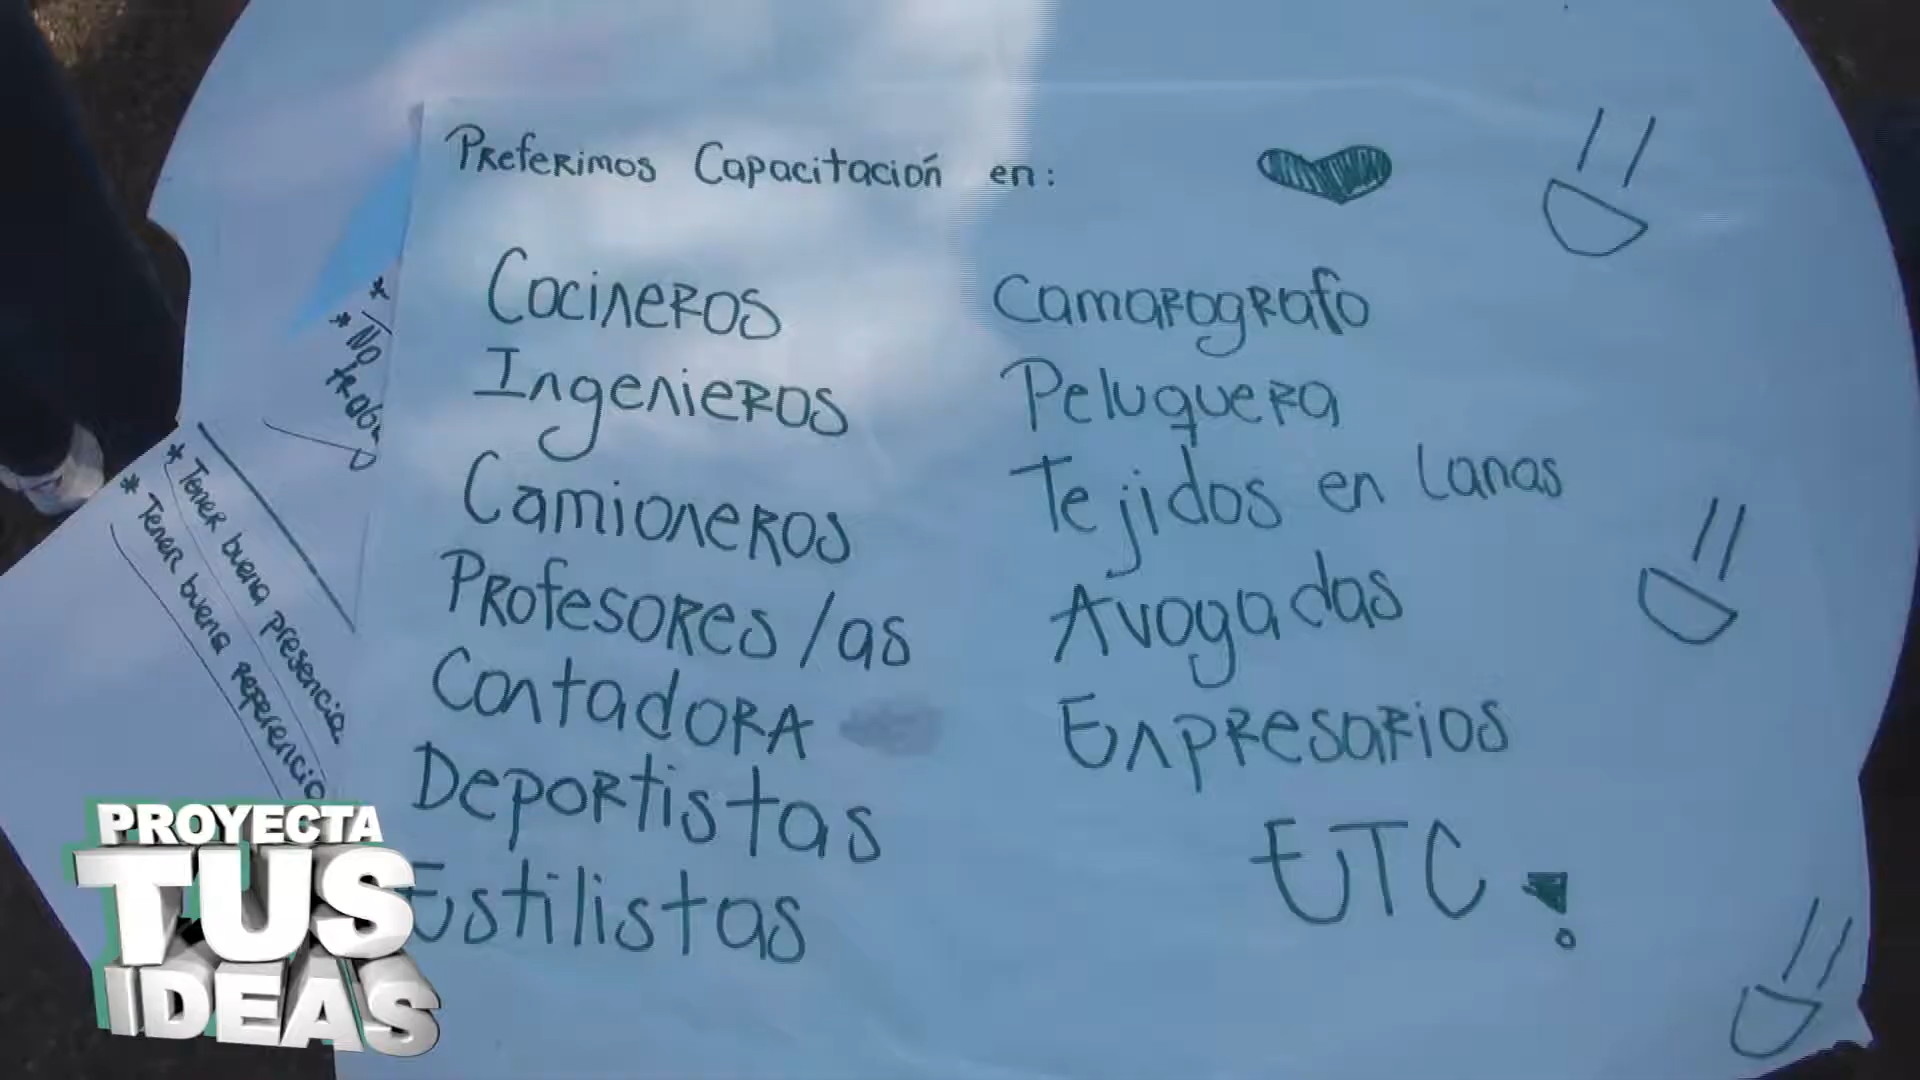 Preferimos Capacitación en:
Cocineros
Ingenieros
Camioneros
Profesores/as
Contadora
Deportistas
Estilistas
Camarografo
Peluquera
Tejidos en lanas
Avogadas
Enpresarios
ETC
* No
* Tener buena presencia
* Tener buena referencia
PROYECTA
TUS
IDEAS